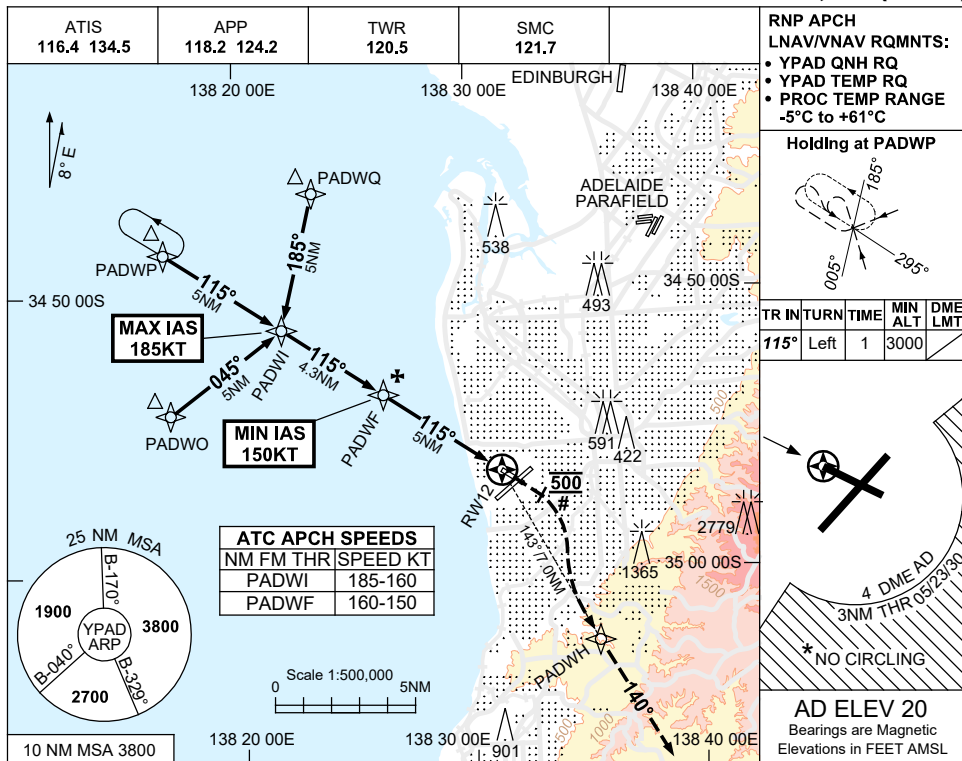 ATIS
116.4 134.5
APP
118.2 124.2
TWR
120.5
SMC
121.7
RNP APCH
LNAV/VNAV RQMNTS:
• YPAD QNH RQ
• YPAD TEMP RQ
• PROC TEMP RANGE
-5°C to +61°C
138 20 00E
138 30 00E
EDINBURGH
138 40 00E
8° E
PADWQ
ADELAIDE
PARAFIELD
538
185°
5NM
PADWP
115°
5NM
34 50 00S
34 50 00S
493
MAX IAS
185KT
PADWI
115°
4.3NM
045°
5NM
PADWO
MIN IAS
150KT
PADWF
115°
5NM
591
422
500
RW12
500
#
143°/7.0NM
2779
1365
35 00 00S
1500
25 NM MSA
B-170°
1900
3800
YPAD
ARP
B-040°
B-329°
2700
10 NM MSA 3800
ATC APCH SPEEDS
NM FM THR SPEED KT
PADWI 185-160
PADWF 160-150
Scale 1:500,000
0 5NM
PADWH
140°
500
1000
901
138 20 00E
138 30 00E
138 40 00E
Holding at PADWP
185°
005°
295°
TR IN TURN TIME MIN ALT DME LMT
115° Left 1 3000
4 DME AD
3NM THR 05/23/30
* NO CIRCLING
AD ELEV 20
Bearings are Magnetic
Elevations in FEET AMSL